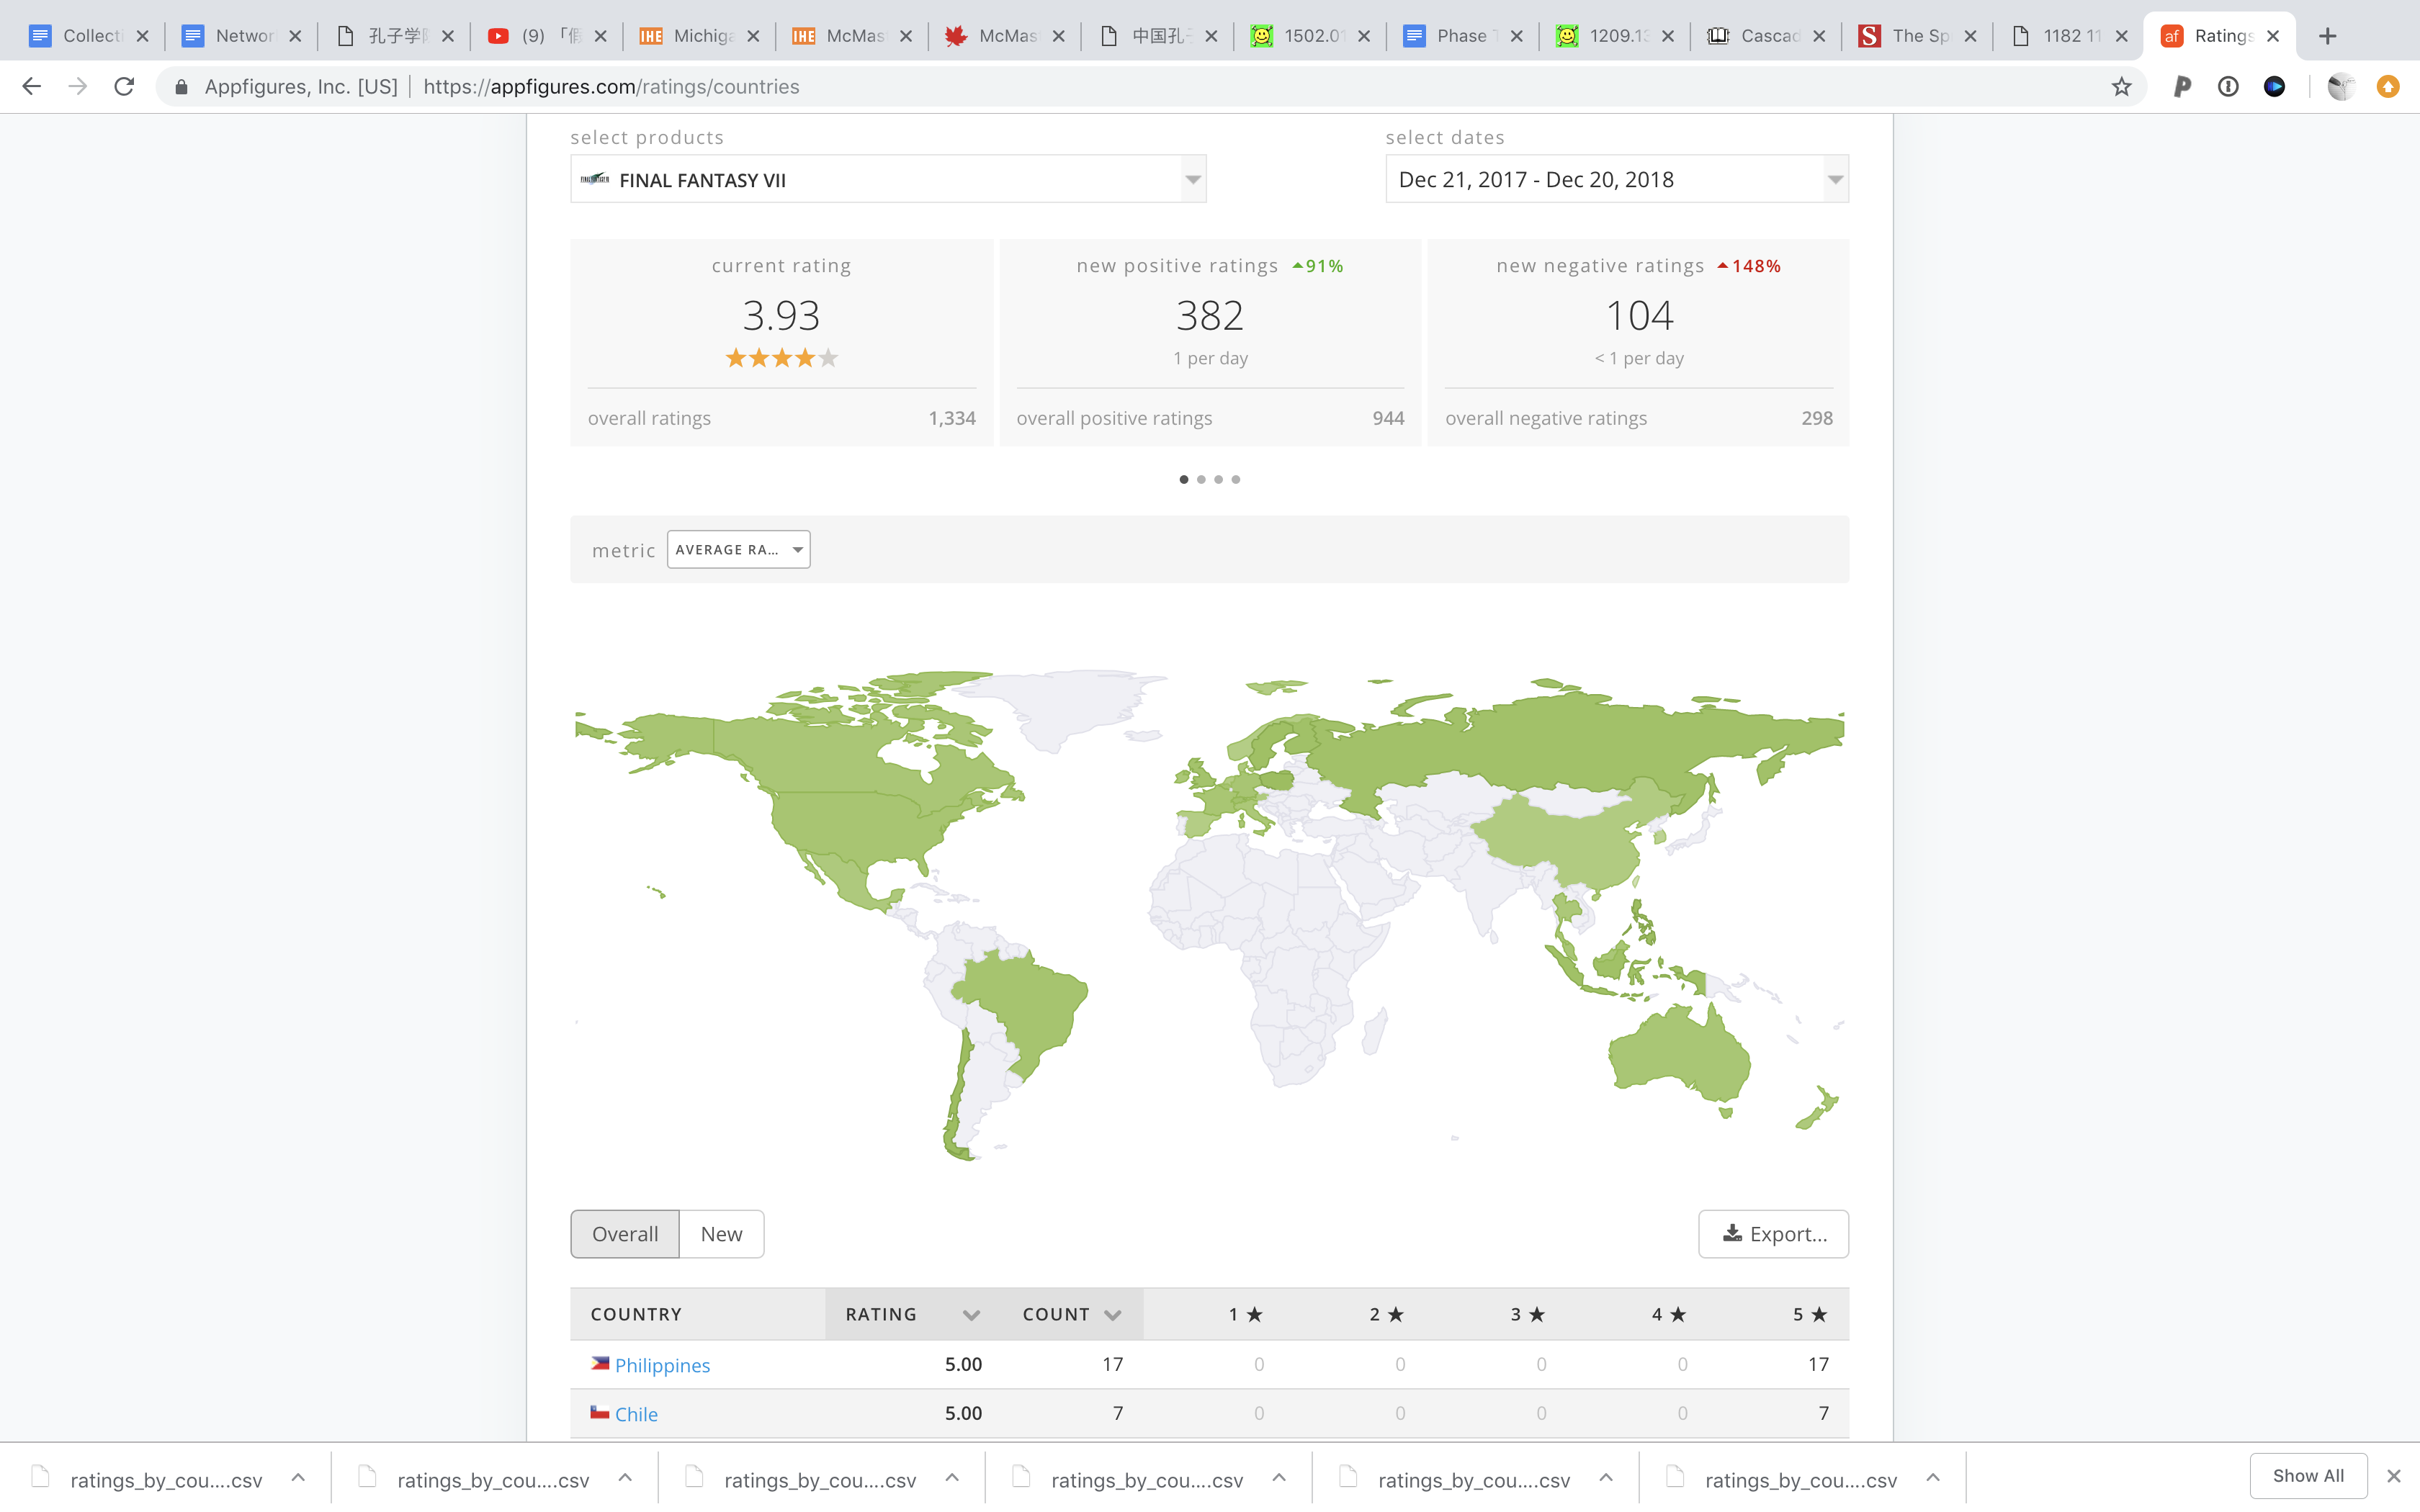 Collecti
Networ
孔子学
(9) 「
Michiga
McMas
McMas
中国孔子
1502.01
Phase T
1209.13
Cascad
The Sp
1182 11
Ratings
Appfigures, Inc. [US] | https://appfigures.com/ratings/countries
select products
select dates
FINAL FANTASY VII
Dec 21, 2017 - Dec 20, 2018
current rating
3.93
overall ratings 1,334
new positive ratings 91%
382
1 per day
overall positive ratings 944
new negative ratings 148%
104
< 1 per day
overall negative ratings 298
metric AVERAGE RA...
Overall New
Export...
COUNTRY RATING COUNT 1 ★ 2 ★ 3 ★ 4 ★ 5 ★
Philippines 5.00 17 0 0 0 0 17
Chile 5.00 7 0 0 0 0 7
ratings_by_cou....csv
ratings_by_cou....csv
ratings_by_cou....csv
ratings_by_cou....csv
ratings_by_cou....csv
ratings_by_cou....csv
Show All